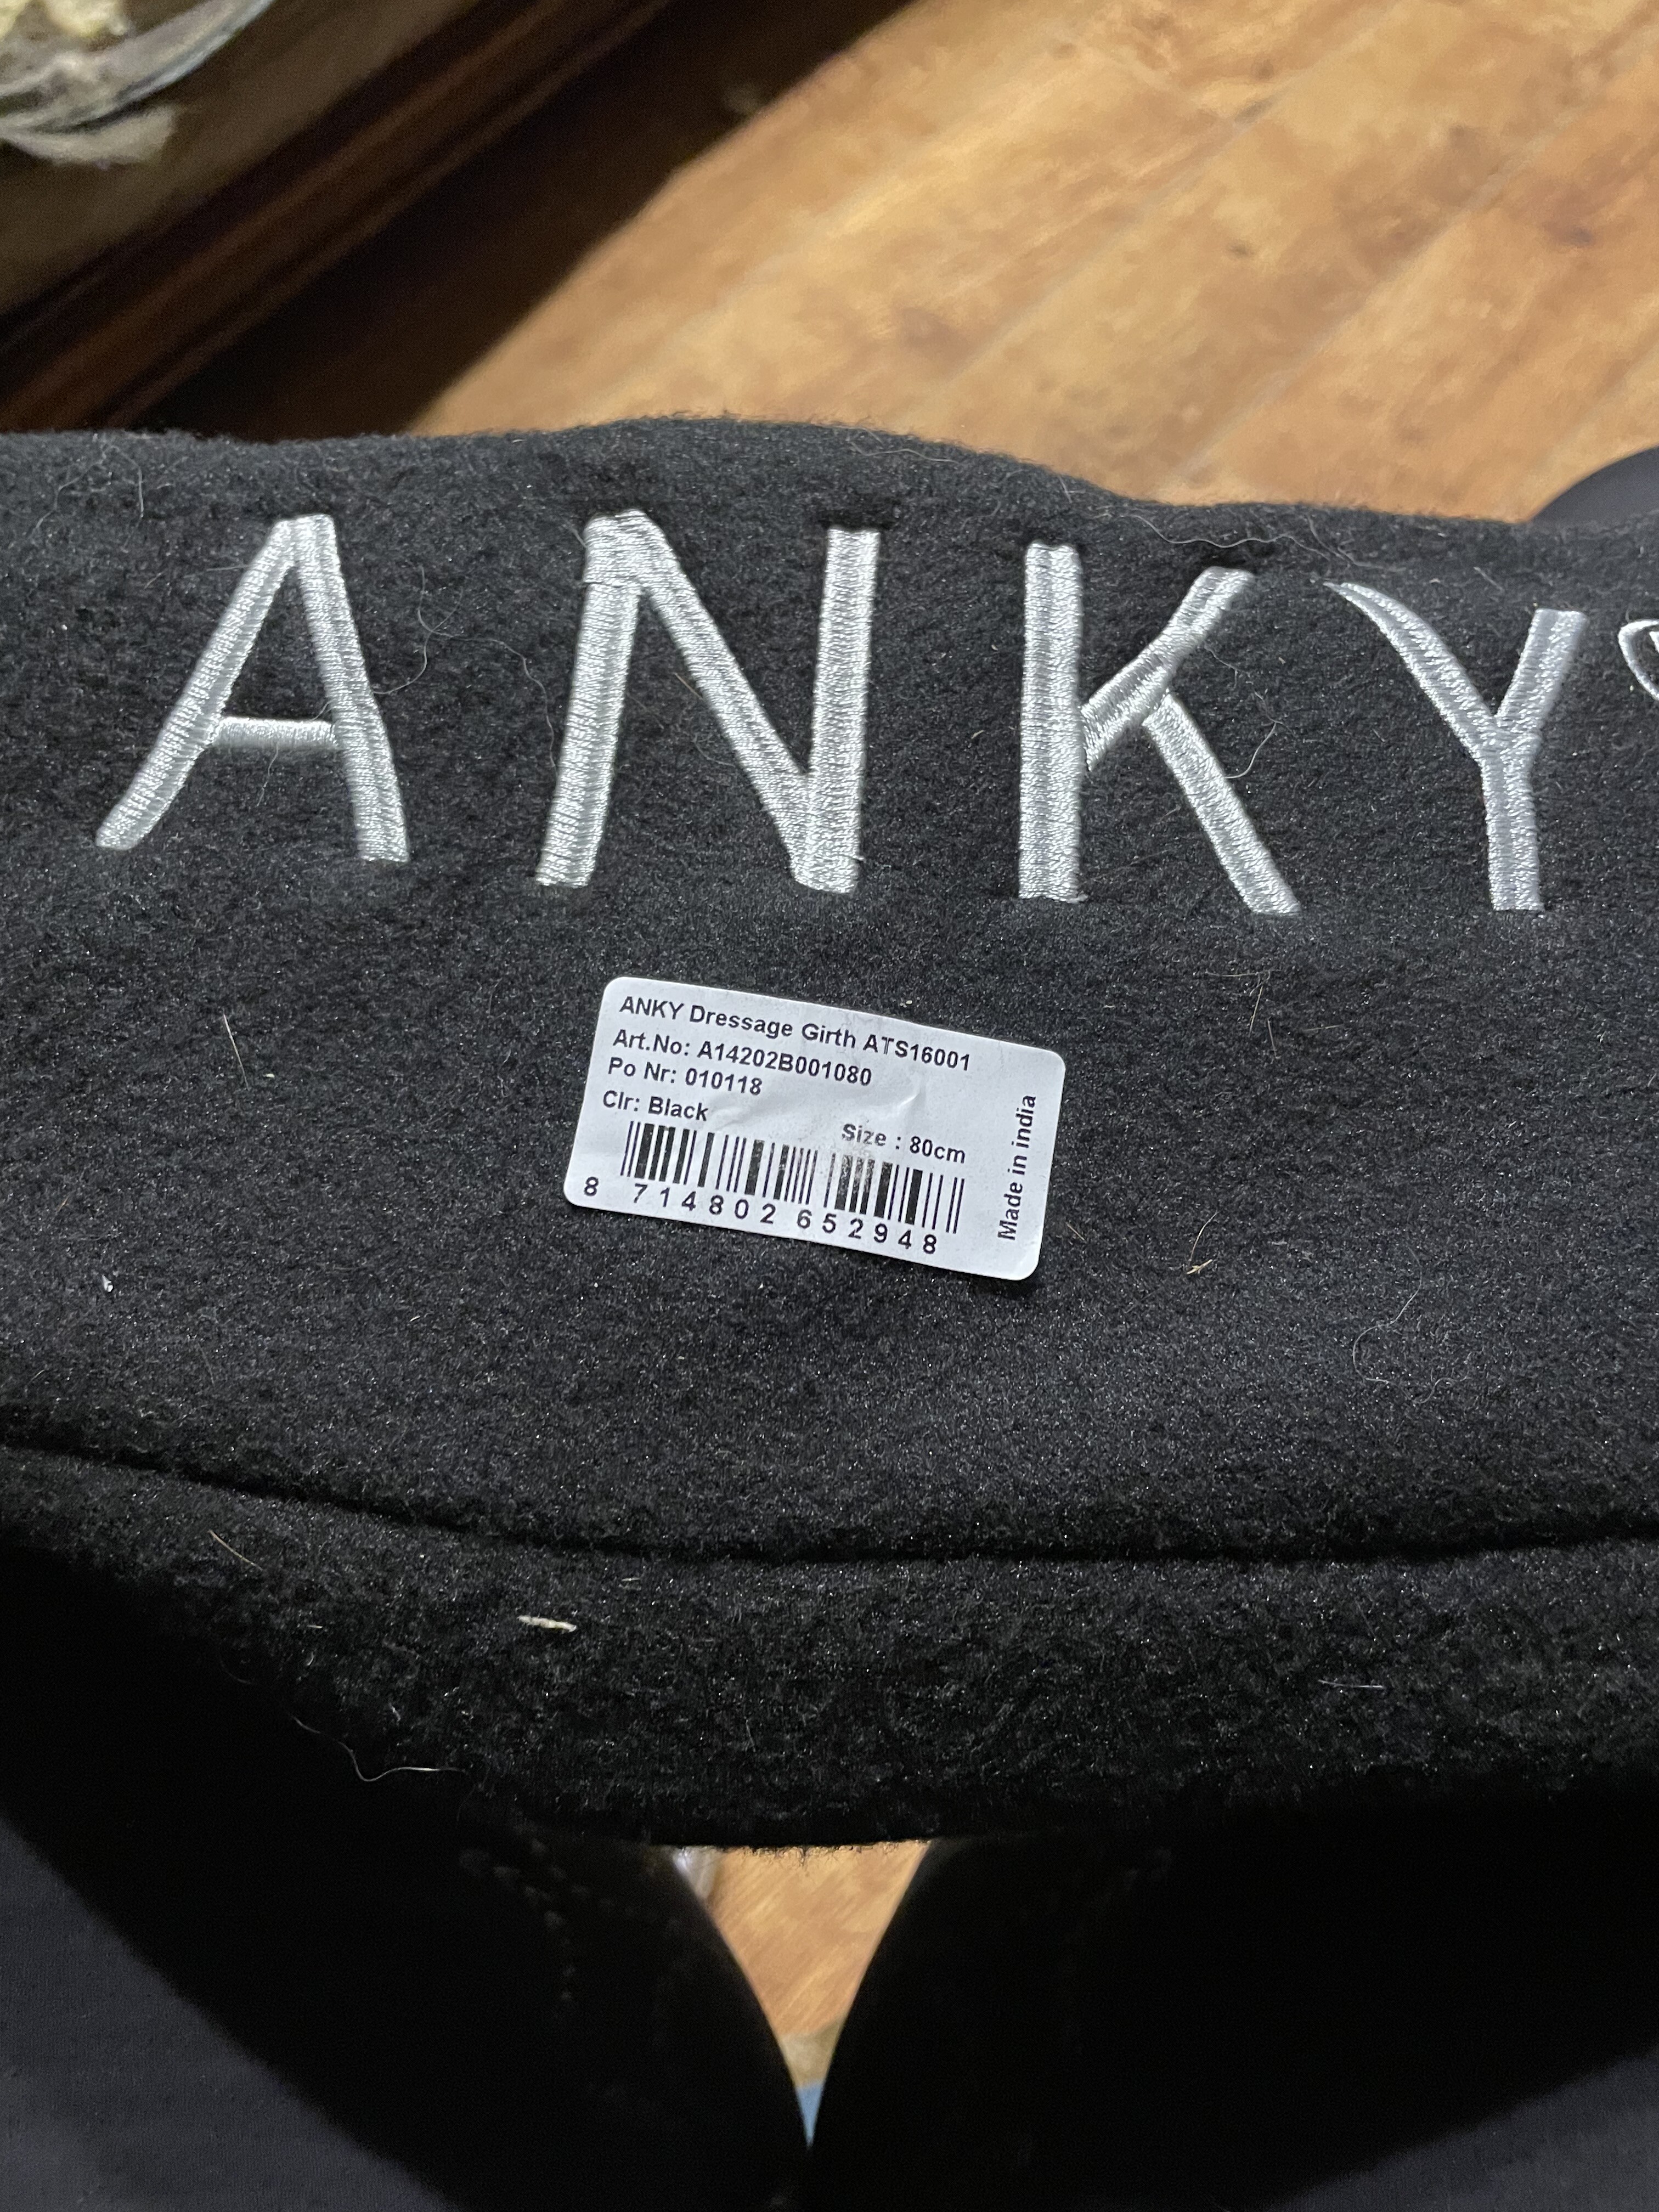 ANKY
ANKY Dressage Girth ATS16001
Art.No: A14202B001080
Po Nr: 010118
Clr: Black
Size : 80cm
8 714802 652948
Made in india